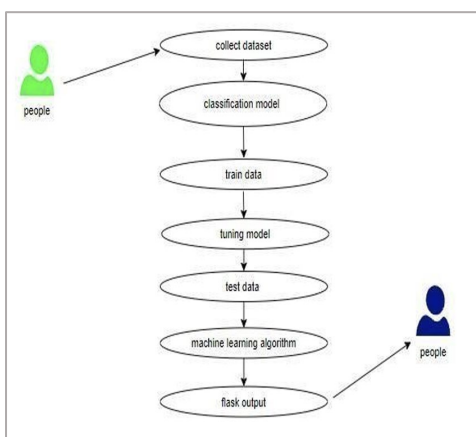 collect dataset
people
classification model
train data
tuning model
test data
machine learning algorithm
people
flask output